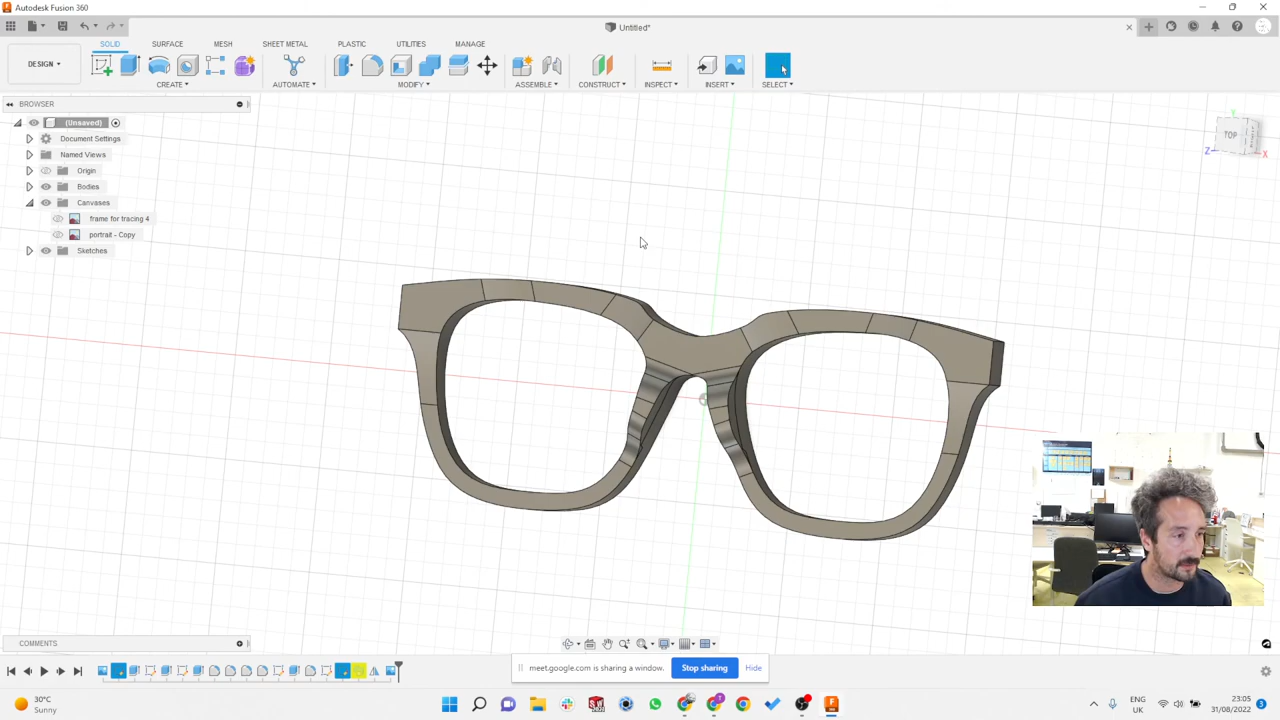 Autodesk Fusion 360
Untitled*
SOLID SURFACE MESH SHEET METAL PLASTIC UTILITIES MANAGE
DESIGN
CREATE AUTOMATE MODIFY ASSEMBLE CONSTRUCT INSPECT INSERT SELECT
BROWSER
(Unsaved)
Document Settings
Named Views
Origin
Bodies
Canvases
frame for tracing 4
portrait - Copy
Sketches
TOP
Y
Z
X
COMMENTS
meet.google.com is sharing a window. Stop sharing Hide
30°C
Sunny
ENG
UK
23:05
31/08/2022
3